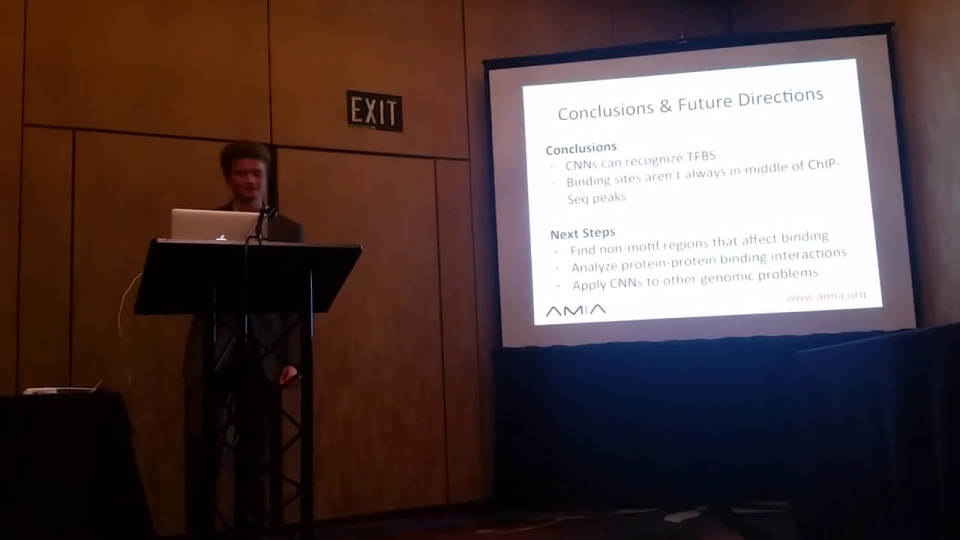 EXIT
Conclusions & Future Directions
Conclusions
· CNNs can recognize TFBS
· Binding sites aren't always in middle of ChIP-
Seq peaks
Next Steps
· Find non-motif regions that affect binding
· Analyze protein-protein binding interactions
· Apply CNNs to other genomic problems
AMIA
www.amia.org